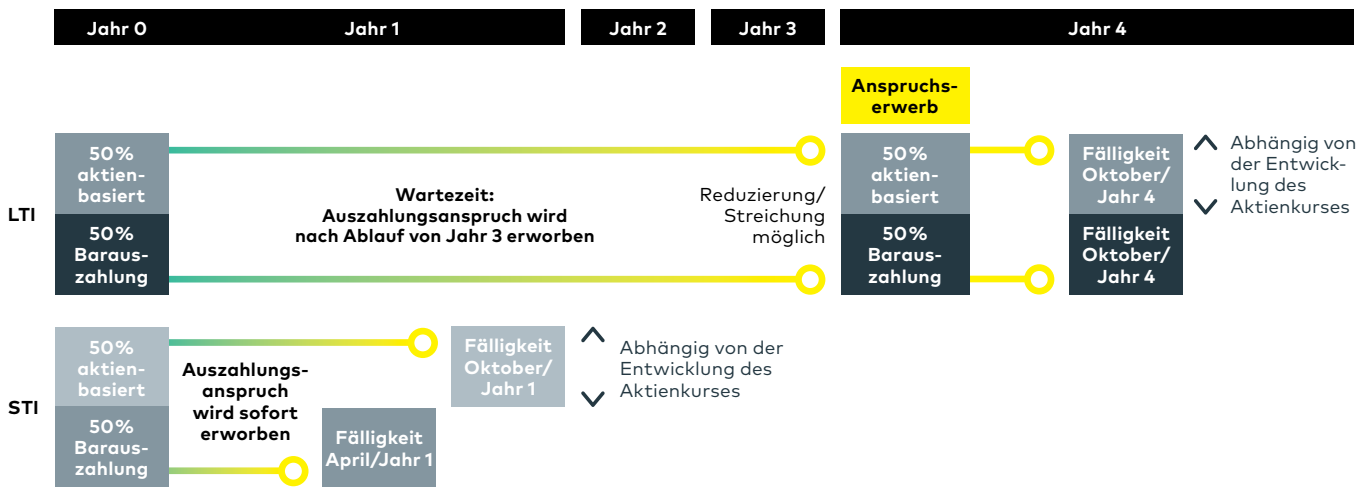 Jahr 0
Jahr 1
Jahr 2
Jahr 3
Jahr 4
Anspruchs-
erwerb
LTI
50%
aktien-
basiert
50%
Baraus-
zahlung
Wartezeit:
Auszahlungsanspruch wird
nach Ablauf von Jahr 3 erworben
Reduzierung/
Streichung
möglich
50%
aktien-
basiert
50%
Baraus-
zahlung
Fälligkeit
Oktober/
Jahr 4
Fälligkeit
Oktober/
Jahr 4
Abhängig von
der Entwick-
lung des
Aktienkurses
STI
50%
aktien-
basiert
50%
Baraus-
zahlung
Auszahlungs-
anspruch
wird sofort
erworben
Fälligkeit
Oktober/
Jahr 1
Fälligkeit
April/Jahr 1
Abhängig von der
Entwicklung des
Aktienkurses